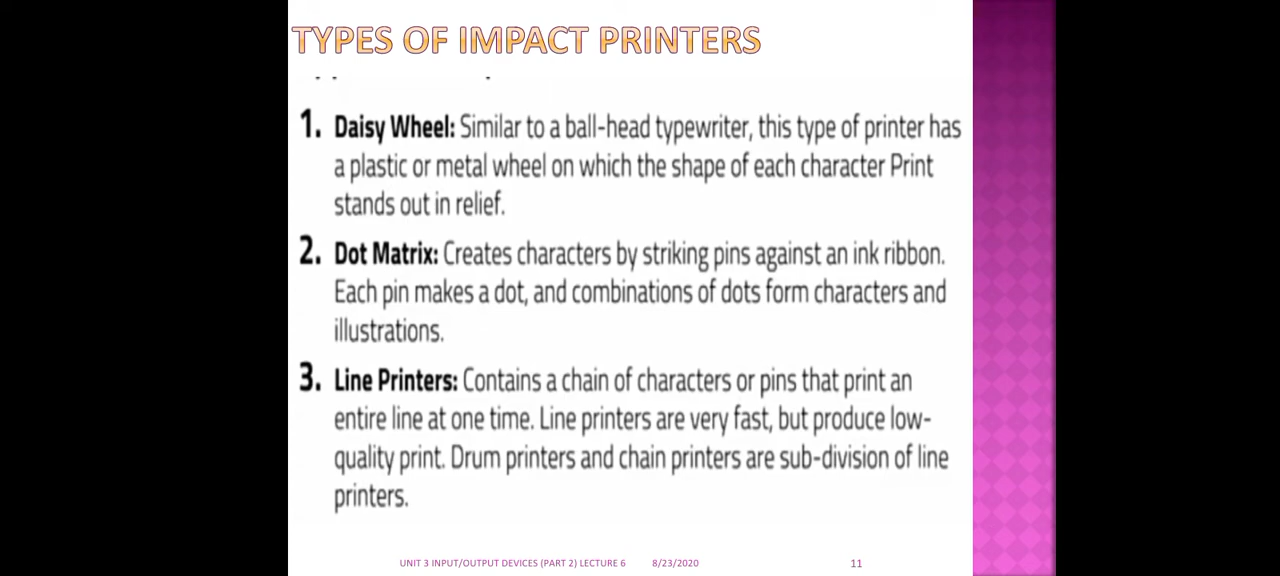 TYPES OF IMPACT PRINTERS
1. Daisy Wheel: Similar to a ball-head typewriter, this type of printer has
a plastic or metal wheel on which the shape of each character Print
stands out in relief.
2. Dot Matrix: Creates characters by striking pins against an ink ribbon.
Each pin makes a dot, and combinations of dots form characters and
illustrations.
3. Line Printers: Contains a chain of characters or pins that print an
entire line at one time. Line printers are very fast, but produce low-
quality print. Drum printers and chain printers are sub-division of line
printers.
UNIT 3 INPUT/OUTPUT DEVICES (PART 2) LECTURE 6 8/23/2020 11